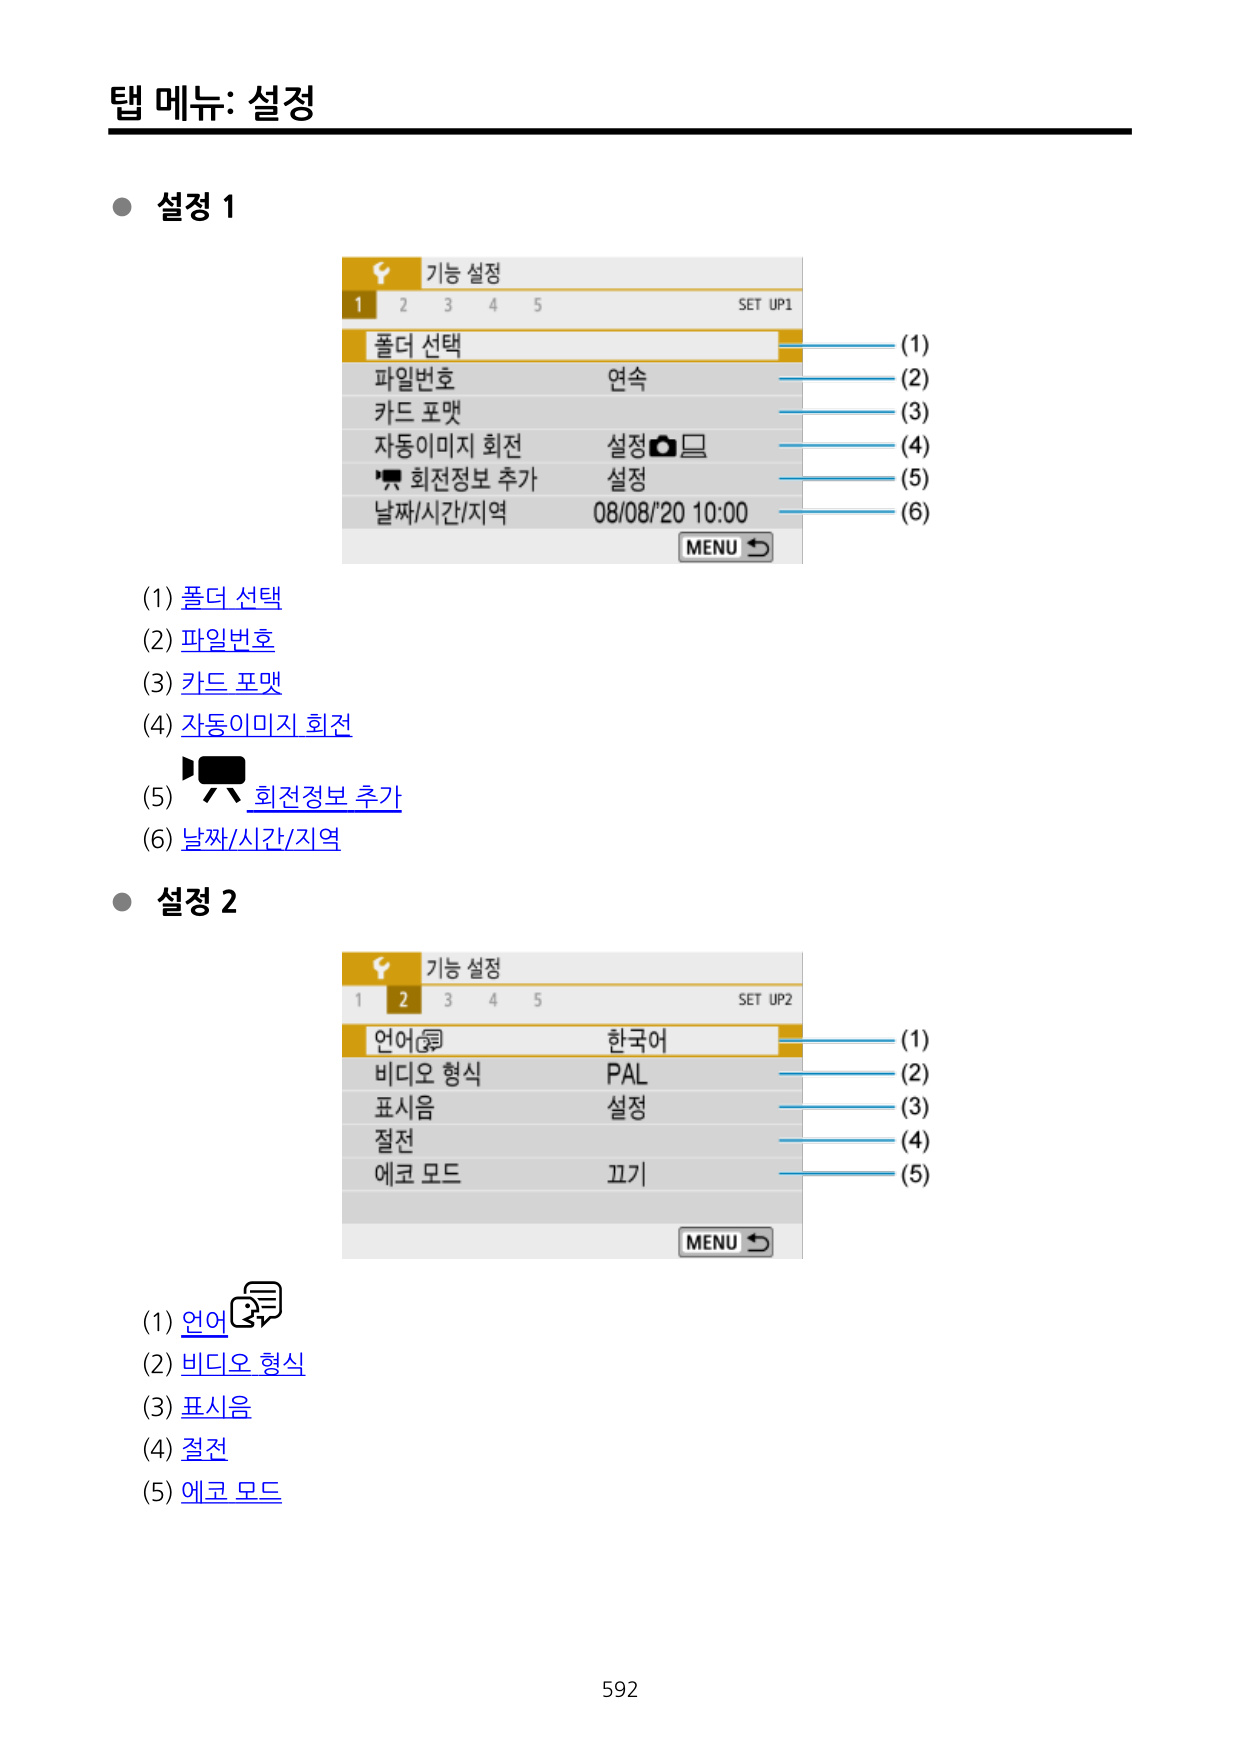 탭 메뉴: 설정
설정 1
기능 설정
1 2 3 4 5 SET UP1
폴더 선택 (1)
파일번호 연속 (2)
카드 포맷 (3)
자동이미지 회전 설정 (4)
회전정보 추가 설정 (5)
날짜/시간/지역 08/08/'20 10:00 (6)
MENU
(1) 폴더 선택
(2) 파일번호
(3) 카드 포맷
(4) 자동이미지 회전
(5) 회전정보 추가
(6) 날짜/시간/지역
설정 2
기능 설정
1 2 3 4 5 SET UP2
언어 한국어 (1)
비디오 형식 PAL (2)
표시음 설정 (3)
절전 (4)
에코 모드 끄기 (5)
MENU
(1) 언어
(2) 비디오 형식
(3) 표시음
(4) 절전
(5) 에코 모드
592